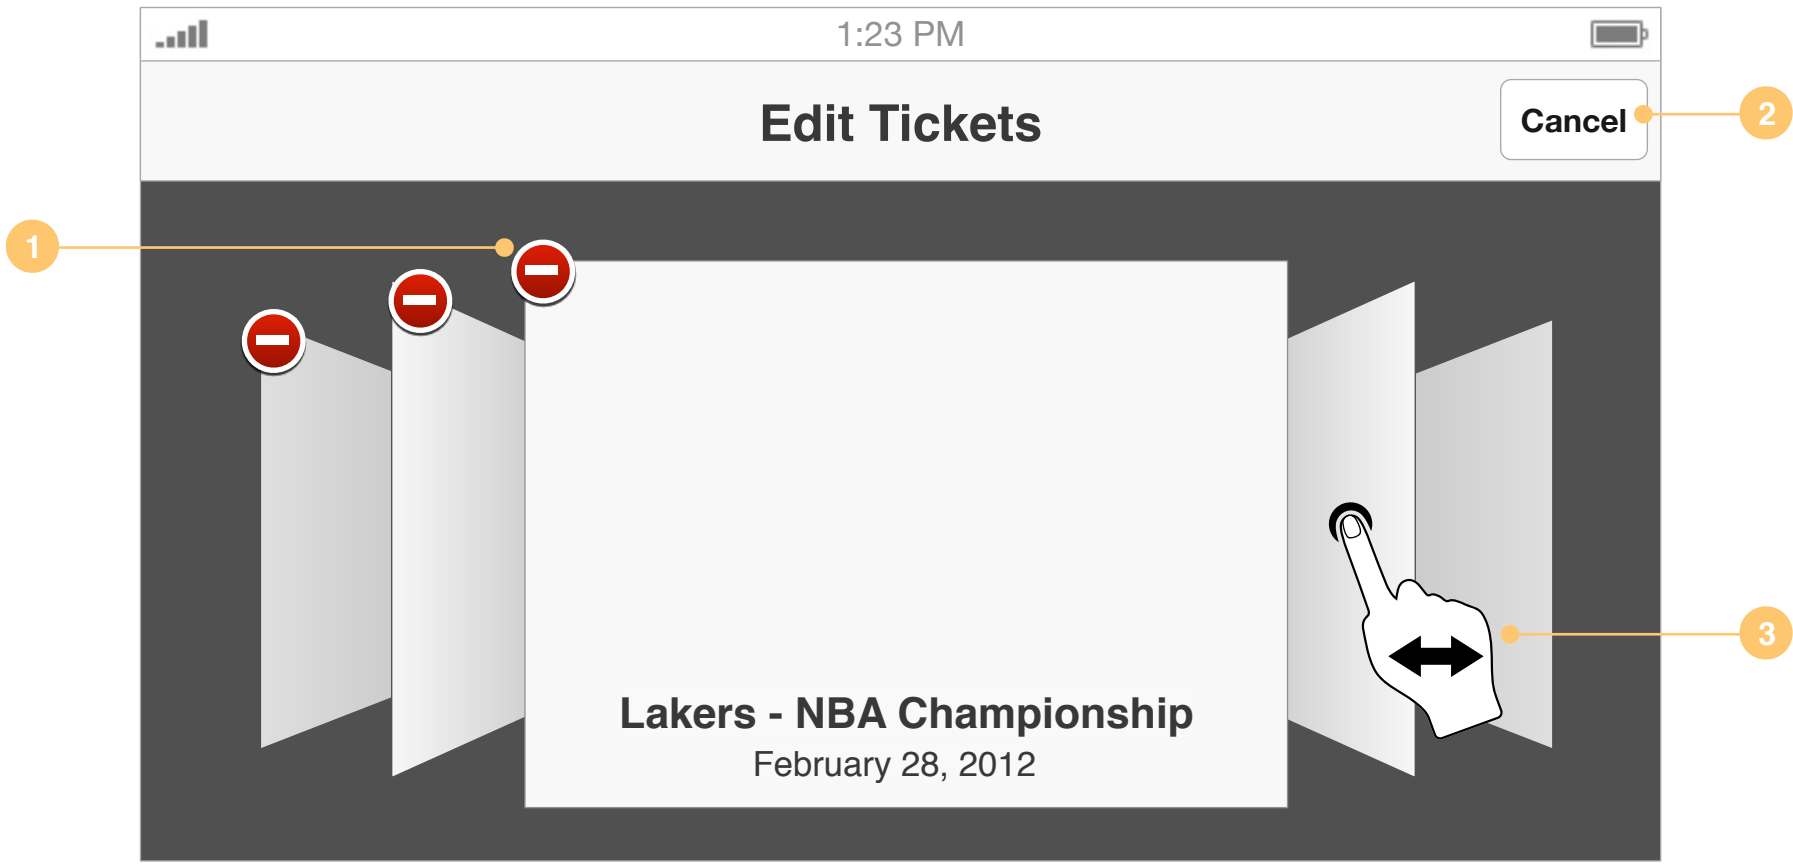 1:23 PM
Edit Tickets
Cancel
2
1
3
Lakers - NBA Championship
February 28, 2012